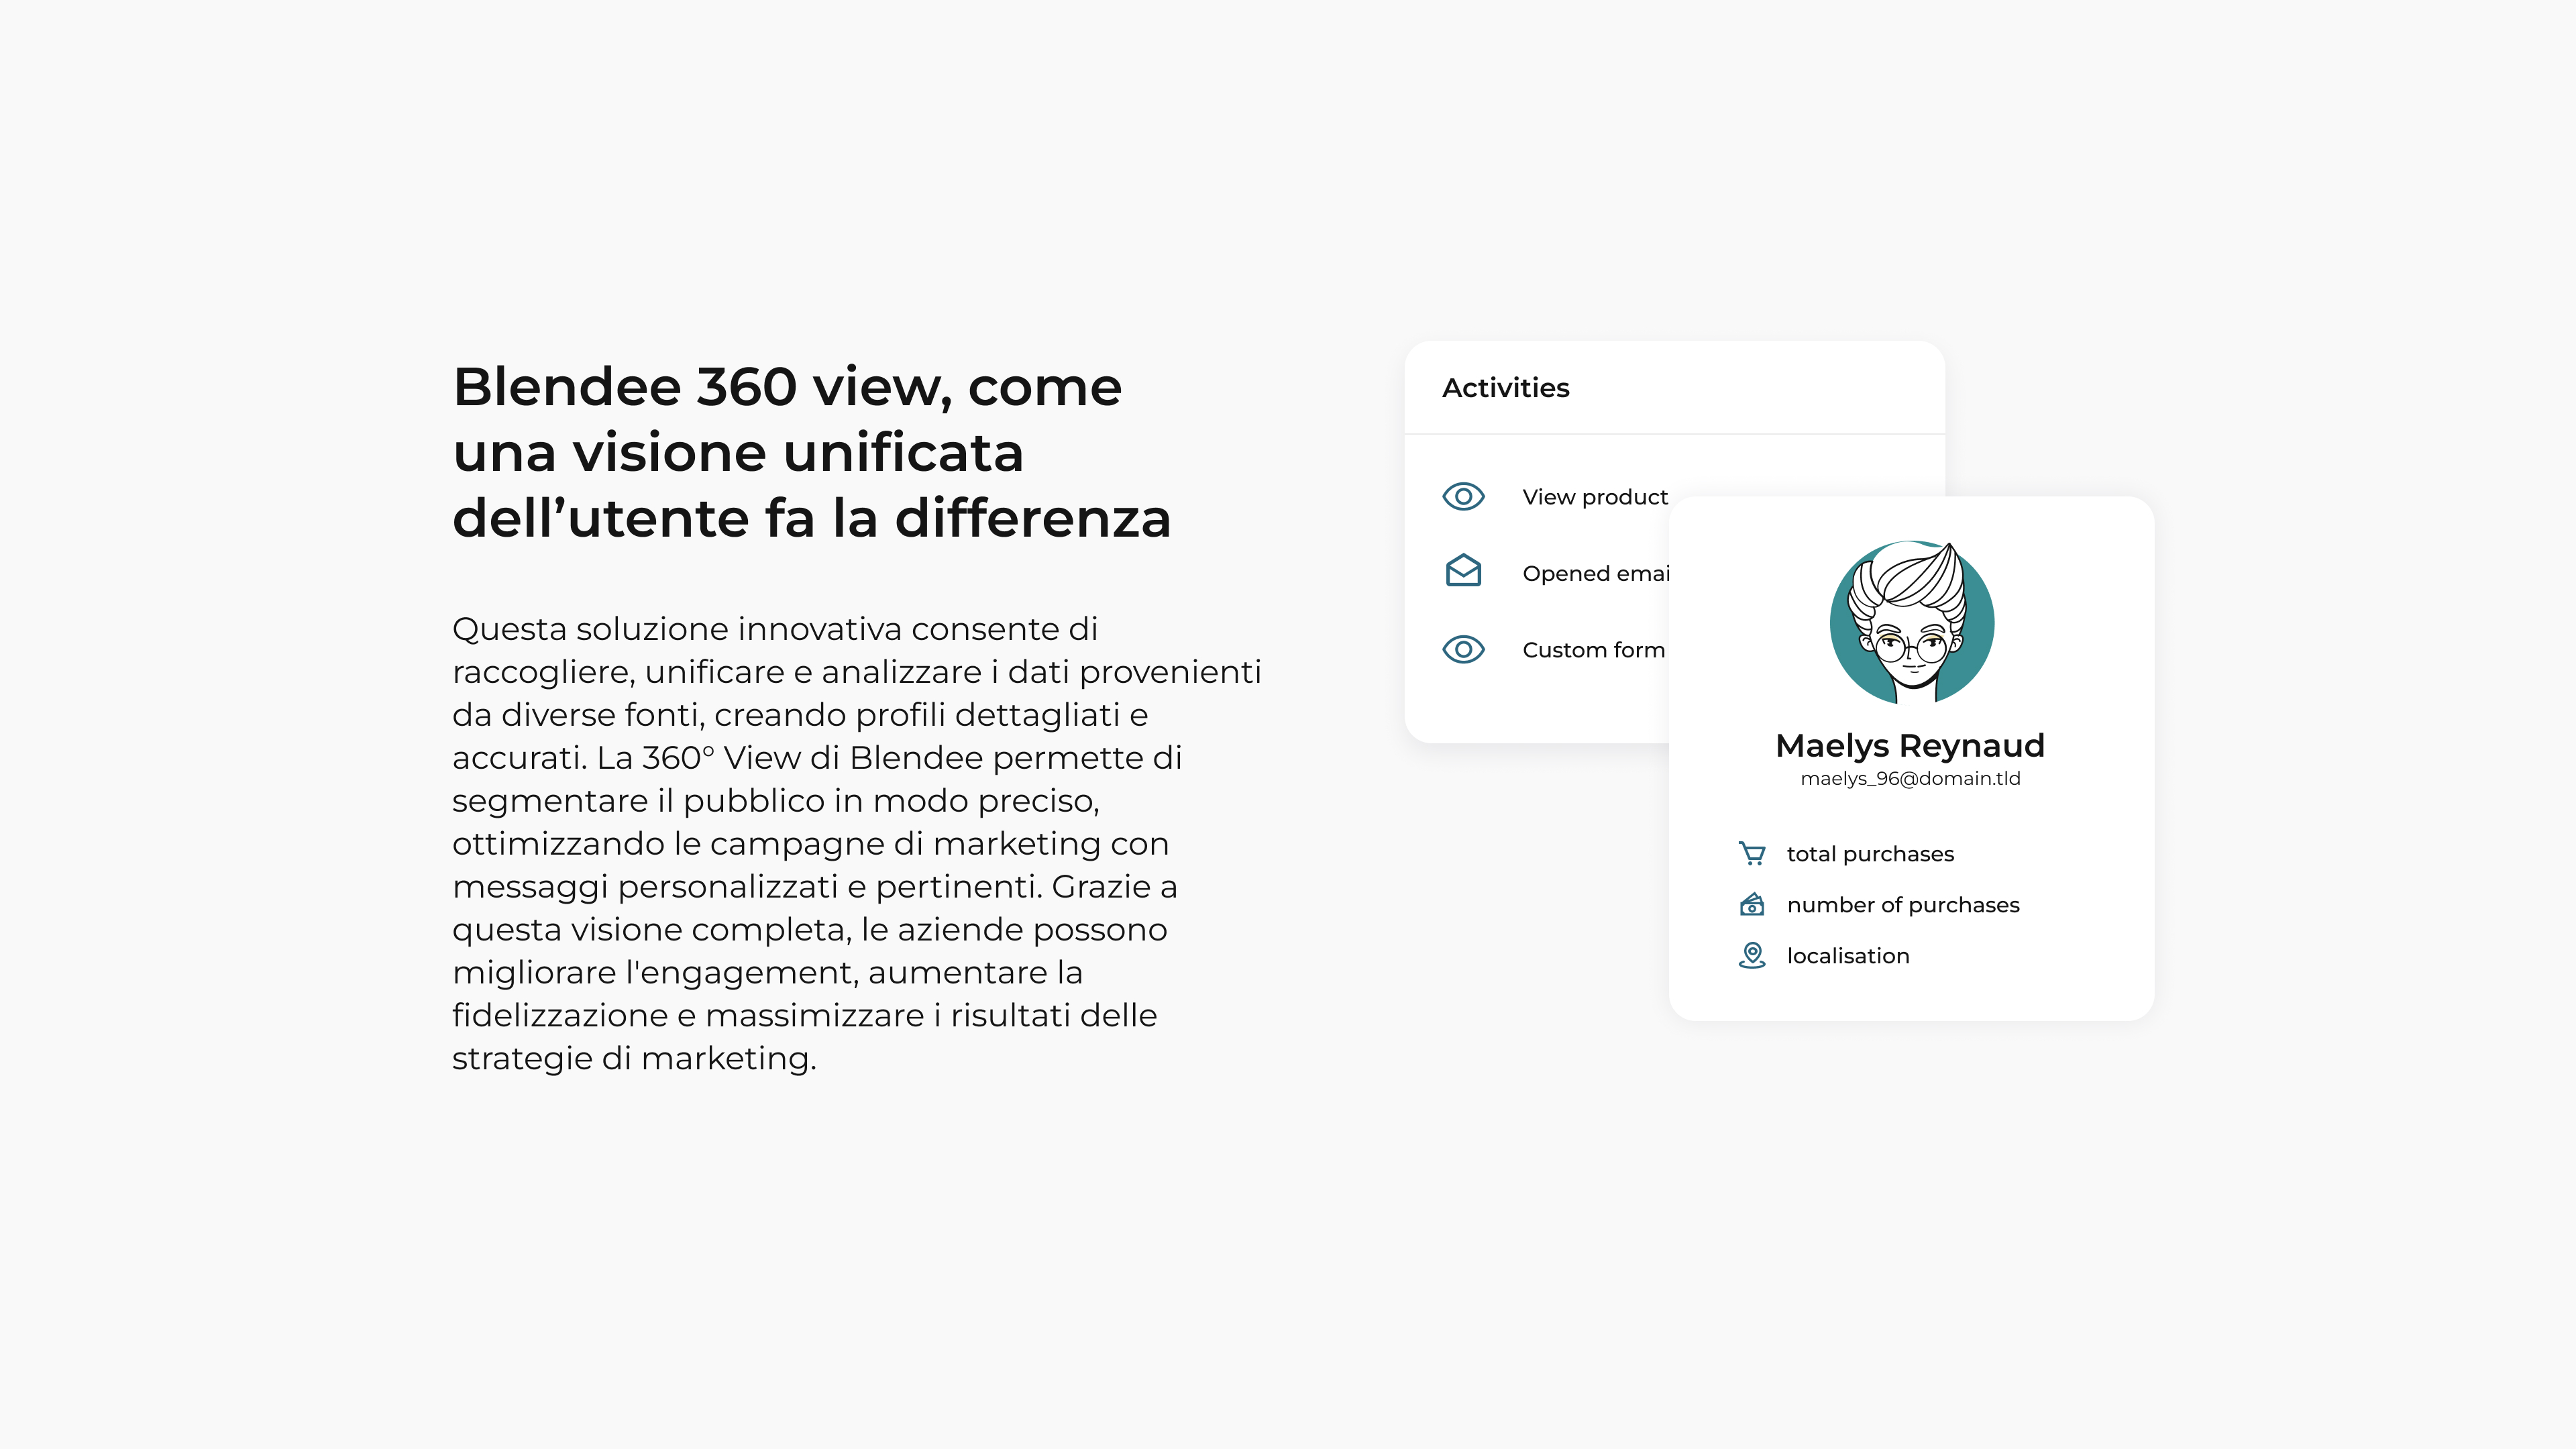 Blendee 360 view, come
una visione unificata
dell’utente fa la differenza
Questa soluzione innovativa consente di
raccogliere, unificare e analizzare i dati provenienti
da diverse fonti, creando profili dettagliati e
accurati. La 360° View di Blendee permette di
segmentare il pubblico in modo preciso,
ottimizzando le campagne di marketing con
messaggi personalizzati e pertinenti. Grazie a
questa visione completa, le aziende possono
migliorare l'engagement, aumentare la
fidelizzazione e massimizzare i risultati delle
strategie di marketing.
Activities
View product
Opened emai
Custom form
Maelys Reynaud
maelys_96@domain.tld
total purchases
number of purchases
localisation